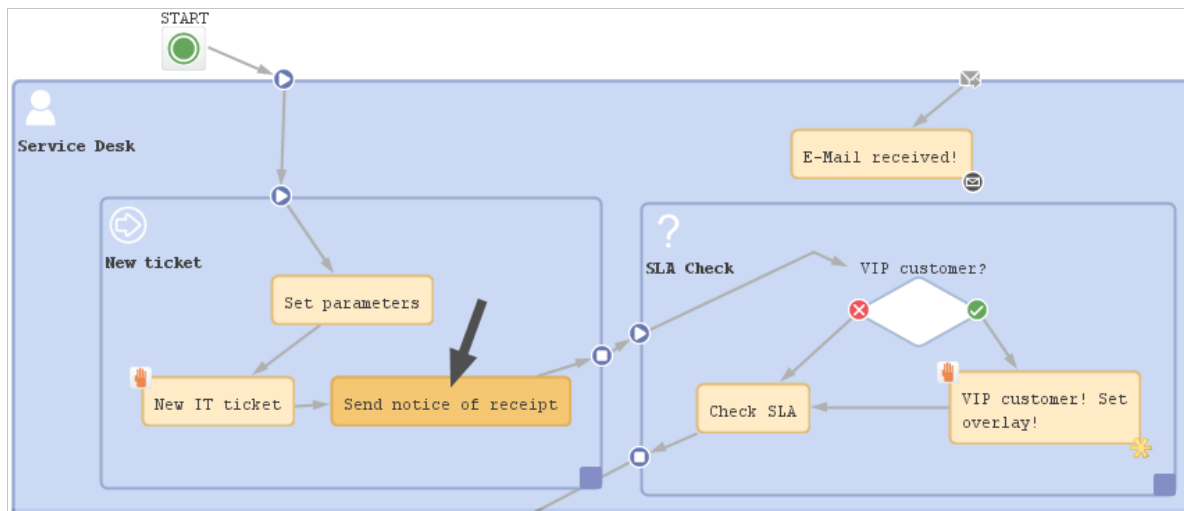 START
Service Desk
E-Mail received!
New ticket
SLA Check
VIP customer?
Set parameters
New IT ticket
Send notice of receipt
Check SLA
VIP customer! Set
overlay!